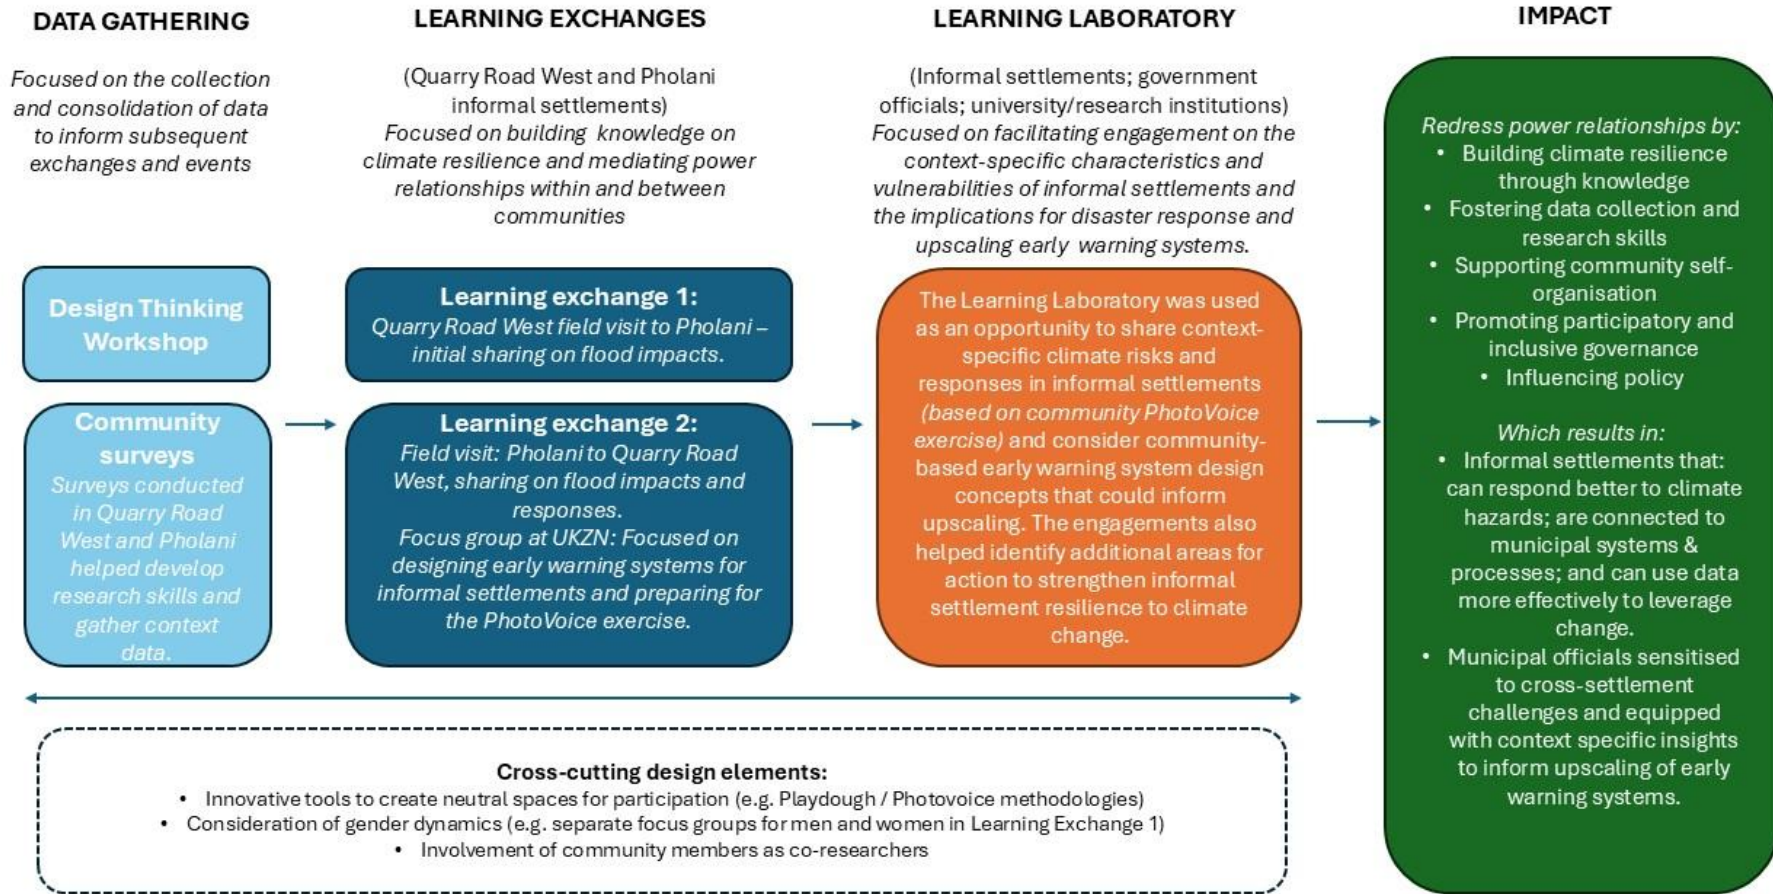 DATA GATHERING
Focused on the collection
and consolidation of data
to inform subsequent
exchanges and events
Design Thinking
Workshop
Community
surveys
Surveys conducted
in Quarry Road
West and Pholani
helped develop
research skills and
gather context
data.
LEARNING EXCHANGES
(Quarry Road West and Pholani
informal settlements)
Focused on building knowledge on
climate resilience and mediating power
relationships within and between
communities
Learning exchange 1:
Quarry Road West field visit to Pholani –
initial sharing on flood impacts.
Learning exchange 2:
Field visit: Pholani to Quarry Road
West, sharing on flood impacts and
responses.
Focus group at UKZN: Focused on
designing early warning systems for
informal settlements and preparing for
the PhotoVoice exercise.
LEARNING LABORATORY
(Informal settlements; government
officials; university/research institutions)
Focused on facilitating engagement on the
context-specific characteristics and
vulnerabilities of informal settlements and
the implications for disaster response and
upscaling early warning systems.
The Learning Laboratory was used
as an opportunity to share context-
specific climate risks and
responses in informal settlements
(based on community PhotoVoice
exercise) and consider community-
based early warning system design
concepts that could inform
upscaling. The engagements also
helped identify additional areas for
action to strengthen informal
settlement resilience to climate
change.
IMPACT
Redress power relationships by:
• Building climate resilience
through knowledge
• Fostering data collection and
research skills
• Supporting community self-
organisation
• Promoting participatory and
inclusive governance
• Influencing policy
Which results in:
• Informal settlements that:
can respond better to climate
hazards; are connected to
municipal systems &
processes; and can use data
more effectively to leverage
change.
• Municipal officials sensitised
to cross-settlement
challenges and equipped
with context specific insights
to inform upscaling of early
warning systems.
Cross-cutting design elements:
• Innovative tools to create neutral spaces for participation (e.g. Playdough / Photovoice methodologies)
• Consideration of gender dynamics (e.g. separate focus groups for men and women in Learning Exchange 1)
• Involvement of community members as co-researchers